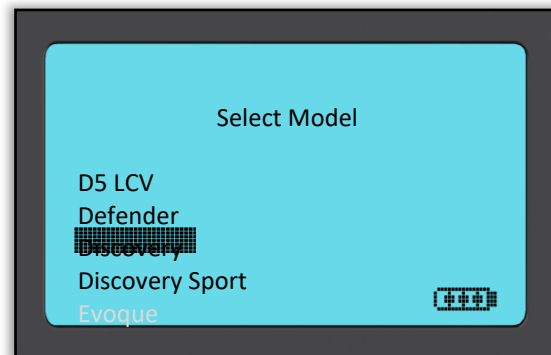 Select Model
D5 LCV
Defender
Discovery
Discovery Sport
Evoque